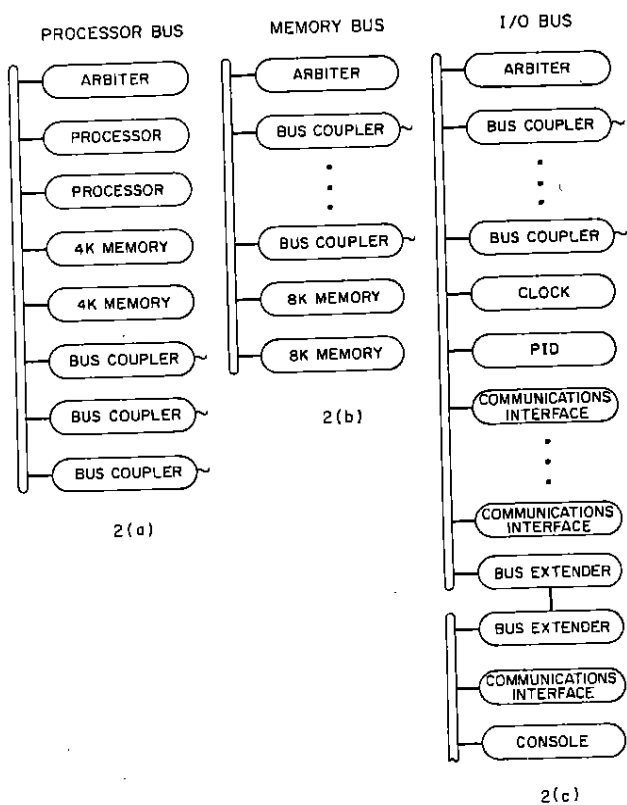 PROCESSOR BUS
ARBITER
PROCESSOR
PROCESSOR
4K MEMORY
4K MEMORY
BUS COUPLER
BUS COUPLER
BUS COUPLER
2(a)
MEMORY BUS
ARBITER
BUS COUPLER
BUS COUPLER
8K MEMORY
8K MEMORY
2(b)
I/O BUS
ARBITER
BUS COUPLER
BUS COUPLER
CLOCK
PID
COMMUNICATIONS
INTERFACE
COMMUNICATIONS
INTERFACE
BUS EXTENDER
BUS EXTENDER
COMMUNICATIONS
INTERFACE
CONSOLE
2(c)